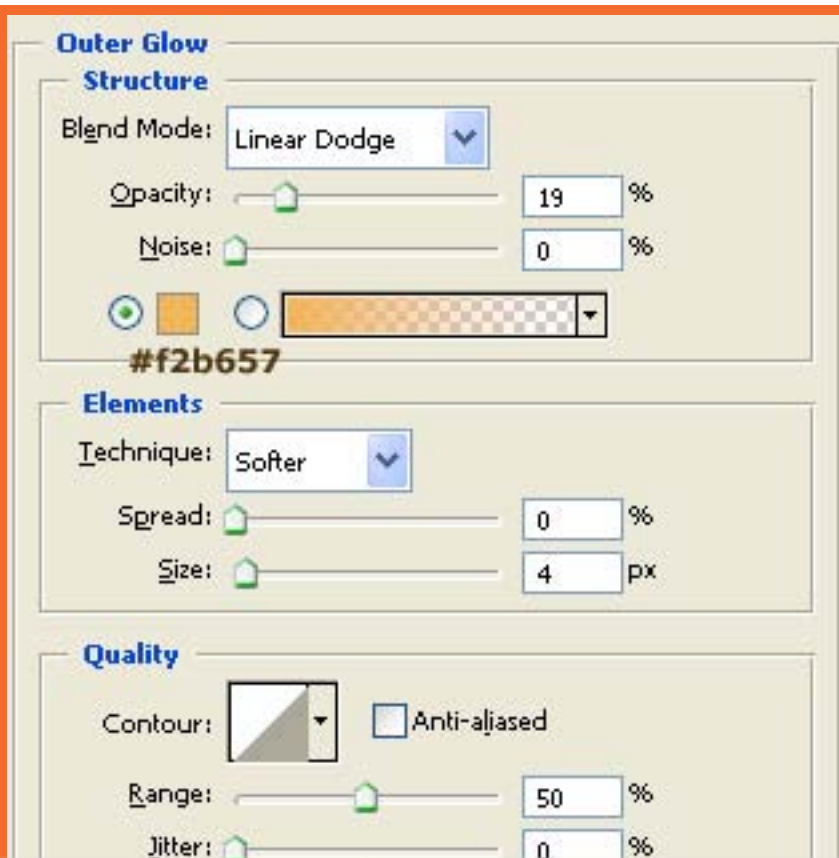 Outer Glow
Structure
Blend Mode: Linear Dodge
Opacity: 19 %
Noise: 0 %
#f2b657
Elements
Technique: Softer
Spread: 0 %
Size: 4 px
Quality
Contour: Anti-aliased
Range: 50 %
Jitter: 0 %